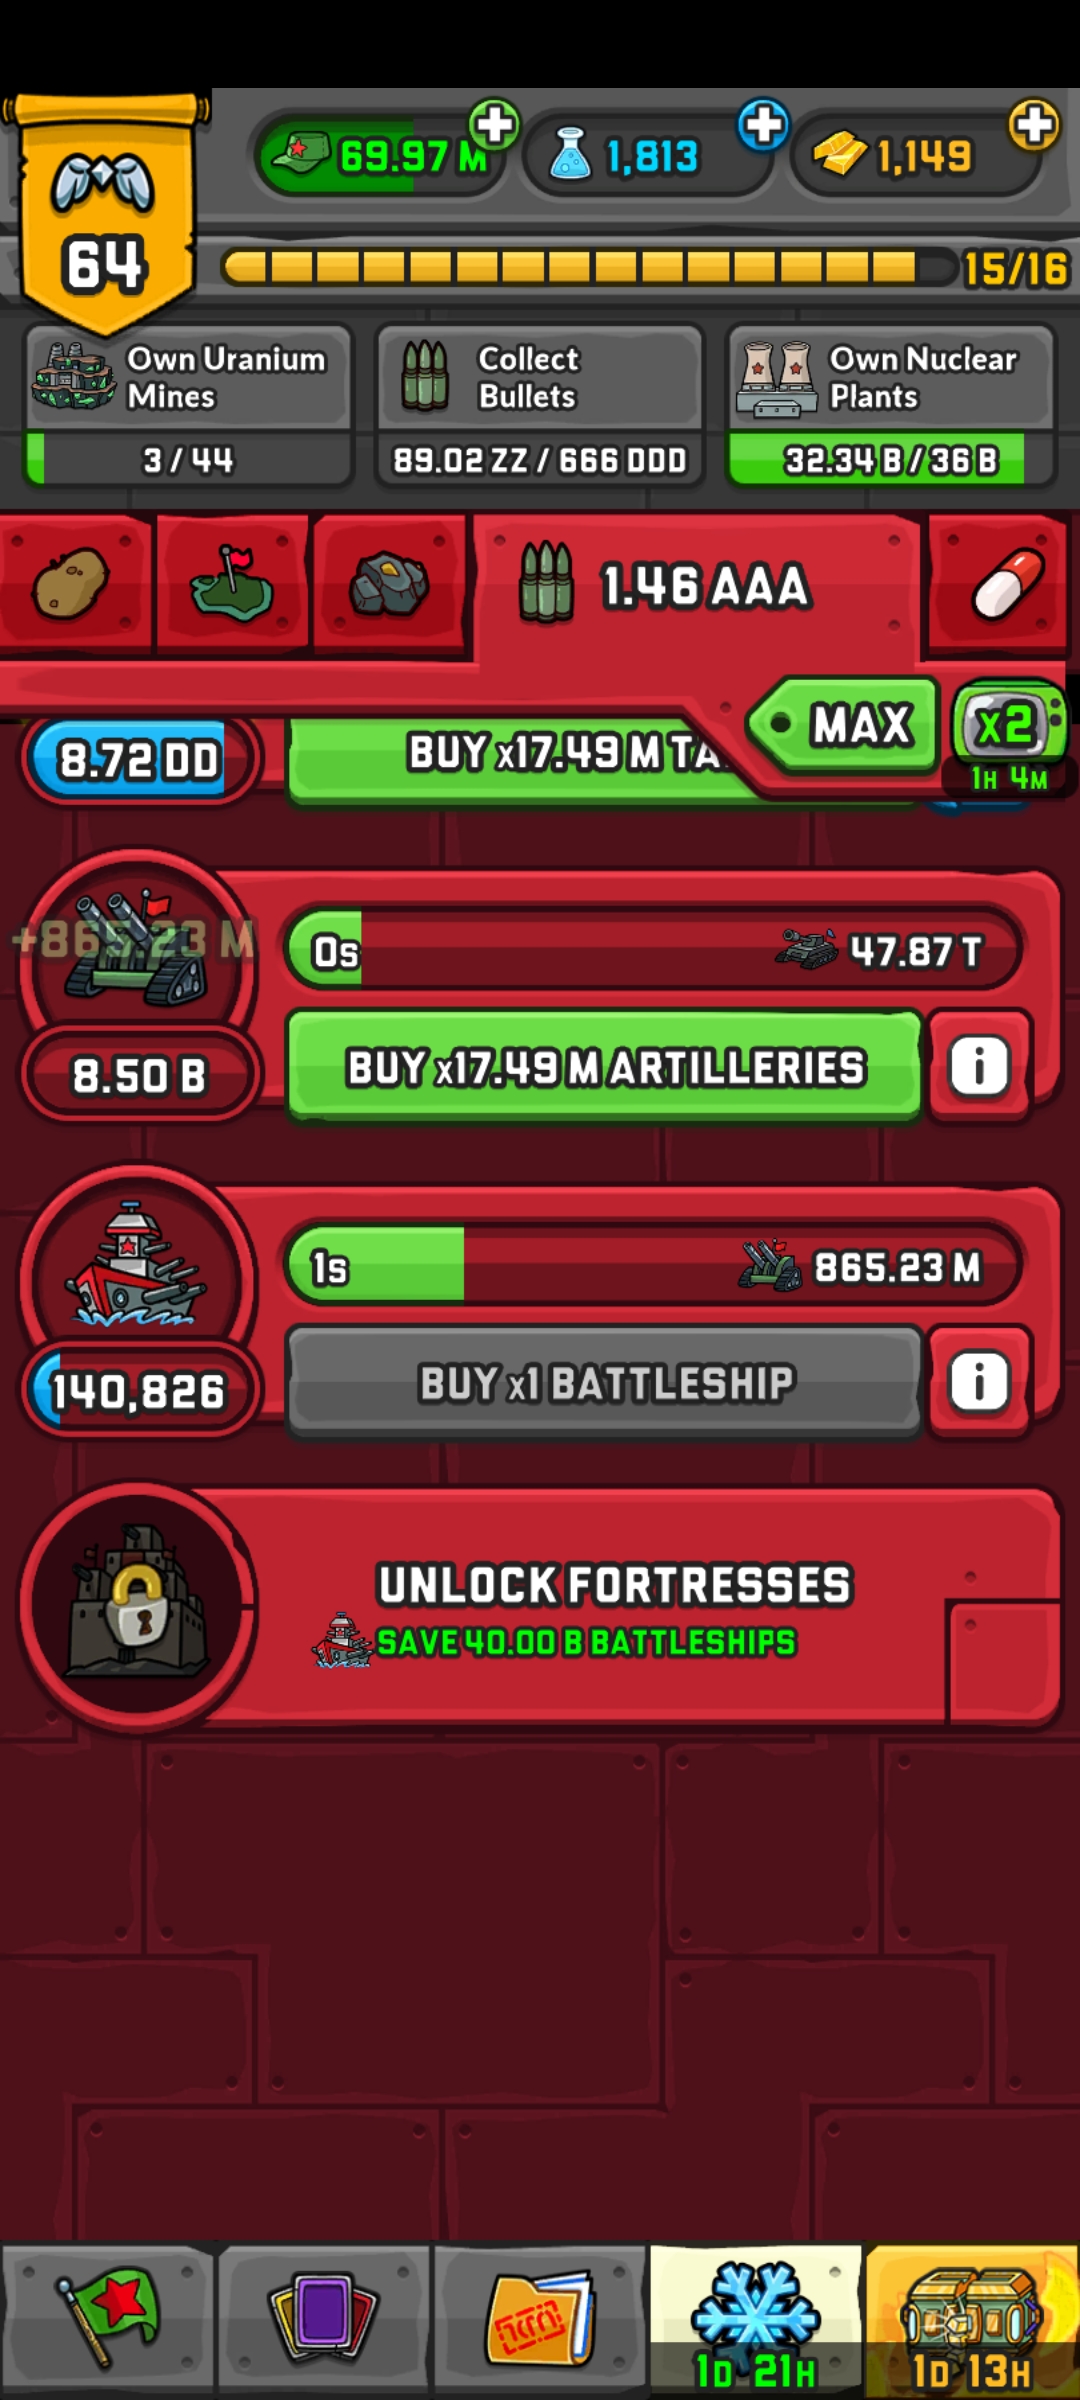 64
69.97 M
1,813
1,149
15/16
Own Uranium
Mines
3 / 44
Collect
Bullets
89.02 ZZ / 666 DDD
Own Nuclear
Plants
32.34 B / 36 B
1.46 AAA
MAX
x2
1H 4M
8.72 DD
BUY x17.49 M
+865.23 M
0s
47.87 T
8.50 B
BUY x17.49 M ARTILLERIES
i
1s
865.23 M
140,826
BUY x1 BATTLESHIP
i
UNLOCK FORTRESSES
SAVE 40.00 B BATTLESHIPS
1D 21H
1D 13H